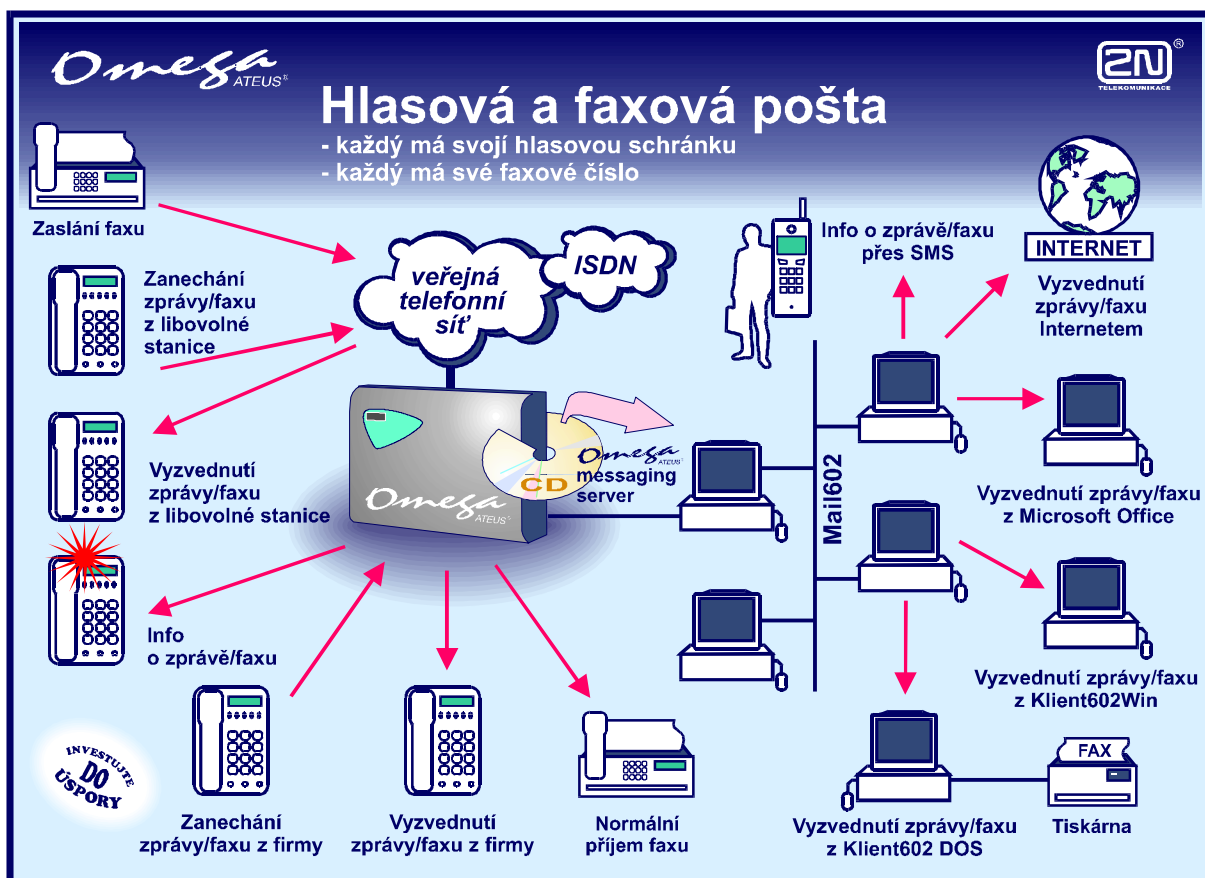 Omega
ATEUS®
2N®
TELEKOMUNIKACE
Hlasová a faxová pošta
- každý má svojí hlasovou schránku
- každý má své faxové číslo
Zaslání faxu
Zanechání
zprávy/faxu
z libovolné
stanice
veřejná
telefonní
síť
ISDN
Info o zprávě/faxu
přes SMS
INTERNET
Vyzvednutí
zprávy/faxu
Internetem
Vyzvednutí
zprávy/faxu
z libovolné stanice
Omega
ATEUS®
CD
Omega
ATEUS®
messaging
server
Mail602
Vyzvednutí zprávy/faxu
z Microsoft Office
Info
o zprávě/faxu
Vyzvednutí zprávy/faxu
z Klient602Win
INVESTUJTE
DO
ÚSPORY
Zanechání
zprávy/faxu z firmy
Vyzvednutí
zprávy/faxu z firmy
Normální
příjem faxu
Vyzvednutí zprávy/faxu
z Klient602 DOS
FAX
Tiskárna